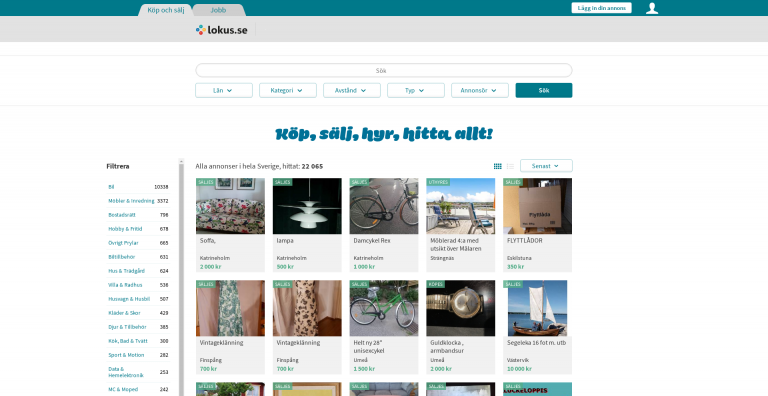 Köp och sälj
Jobb
Lägg in din annons
lokus.se
Sök
Län
Kategori
Avstånd
Typ
Annonsör
Sök
Köp, sälj, hyr, hitta allt!
Filtrera
Bil 10338
Möbler & Inredning 3372
Bostadsrätt 796
Hobby & Fritid 678
Övrigt Prylar 665
Biltillbehör 631
Hus & Trädgård 624
Villa & Radhus 536
Husvagn & Husbil 507
Kläder & Skor 429
Djur & Tillbehör 385
Kök, Bad & Tvätt 300
Sport & Motion 282
Data &
Hemelektronik 253
MC & Moped 242
Alla annonser i hela Sverige, hittat: 22 065
Senast
SÄLJES
Soffa,
Katrineholm
2 000 kr
SÄLJES
lampa
Katrineholm
500 kr
SÄLJES
Damcykel Rex
Katrineholm
1 000 kr
UTHYRES
Möblerad 4:a med
utsikt över Mälaren
Strängnäs
SÄLJES
Flyttlåda
FLYTTLÅDOR
Eskilstuna
350 kr
SÄLJES
Vintageklänning
Finspång
700 kr
SÄLJES
Vintageklänning
Finspång
700 kr
SÄLJES
Helt ny 28"
unisexcykel
Umeå
1 500 kr
KÖPES
Guldklocka ,
armbandsur
Umeå
2 000 kr
SÄLJES
Segeleka 16 fot m. utb
Västervik
10 000 kr
SÄLJES
SÄLJES
SÄLJES
SÄLJES
SÄLJES
LOCKELOPPIS